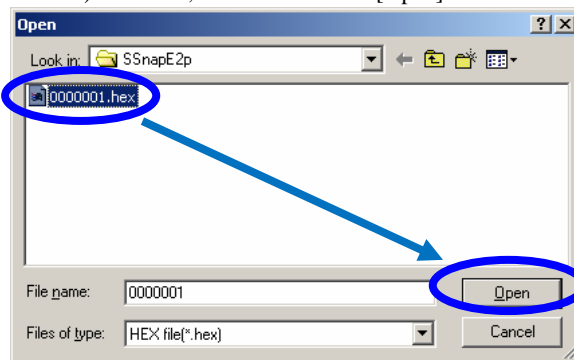 Open
Look in: SSnapE2p
0000001.hex
File name: 0000001 Open
Files of type: HEX file(*.hex) Cancel